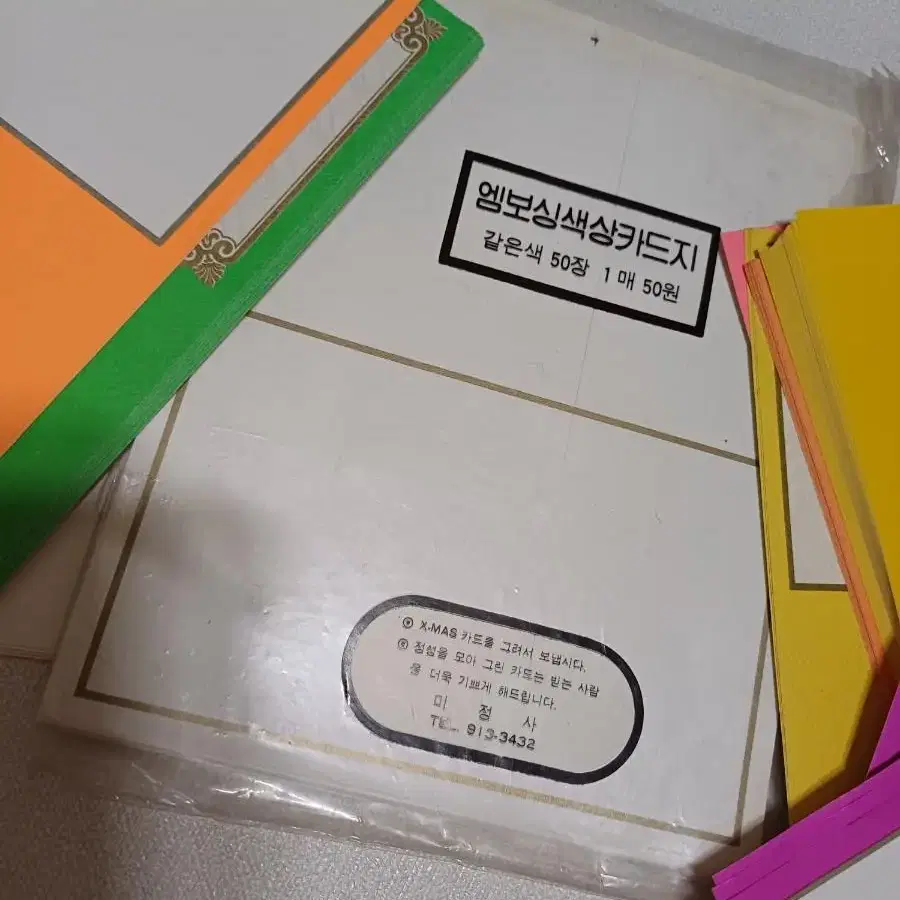 엠보싱색상카드지
같은색 50장 1매 50원
◉ X-MAS 카드를 그려서 보냅시다.
◉ 정성을 모아 그린 카드는 받는 사람
을 더욱 기쁘게 해드립니다.
미 정 사
TEL. 913-3432